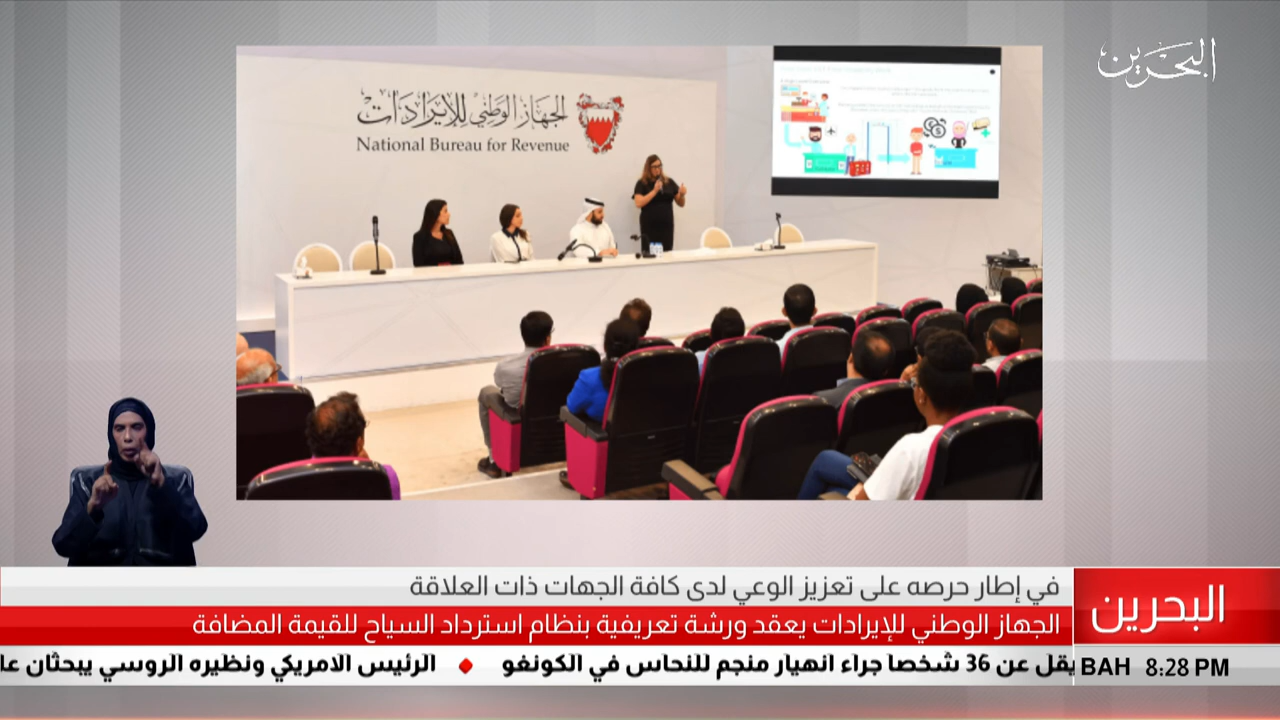 البحرين
الجهاز الوطني للإيرادات
National Bureau for Revenue
في إطار حرصه على تعزيز الوعي لدى كافة الجهات ذات العلاقة
البحرين
الجهاز الوطني للإيرادات يعقد ورشة تعريفية بنظام استرداد السياح للقيمة المضافة
يقل عن 36 شخصا جراء انهيار منجم للنحاس في الكونغو ♦ الرئيس الامريكي ونظيره الروسي يبحثان
BAH 8:28 PM